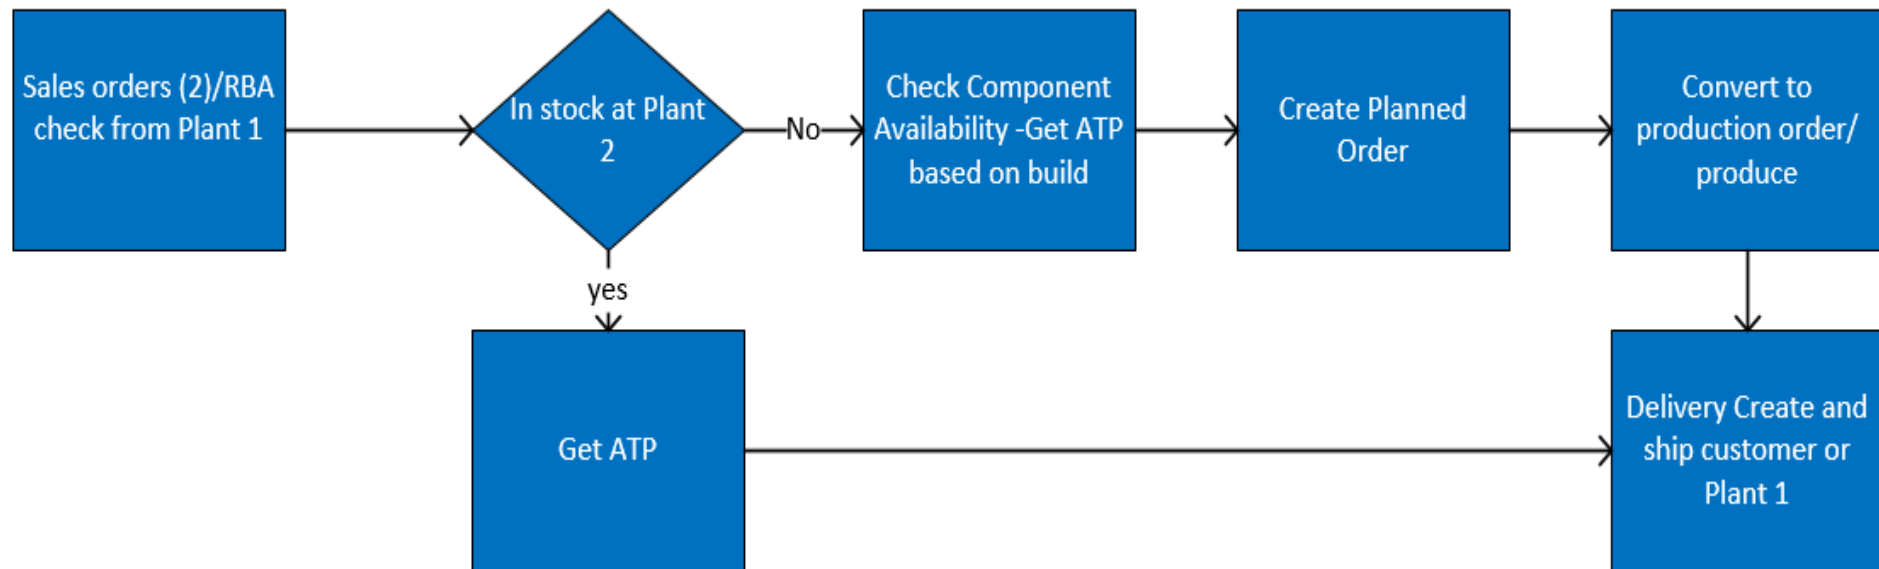 Sales orders (2)/RBA
check from Plant 1
In stock at Plant
2
No
Check Component
Availability -Get ATP
based on build
Create Planned
Order
Convert to
production order/
produce
yes
Get ATP
Delivery Create and
ship customer or
Plant 1